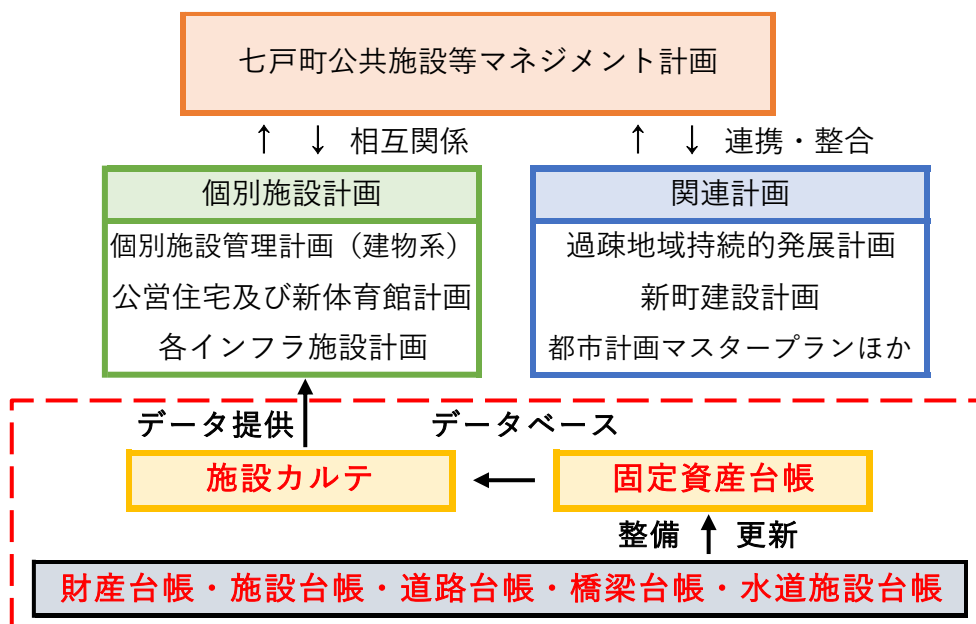 七戸町公共施設等マネジメント計画
↑ ↓ 相互関係
↑ ↓ 連携・整合
個別施設計画
個別施設管理計画（建物系）
公営住宅及び新体育館計画
各インフラ施設計画
関連計画
過疎地域持続的発展計画
新町建設計画
都市計画マスタープランほか
データ提供
データベース
施設カルテ
固定資産台帳
整備 更新
財産台帳・施設台帳・道路台帳・橋梁台帳・水道施設台帳